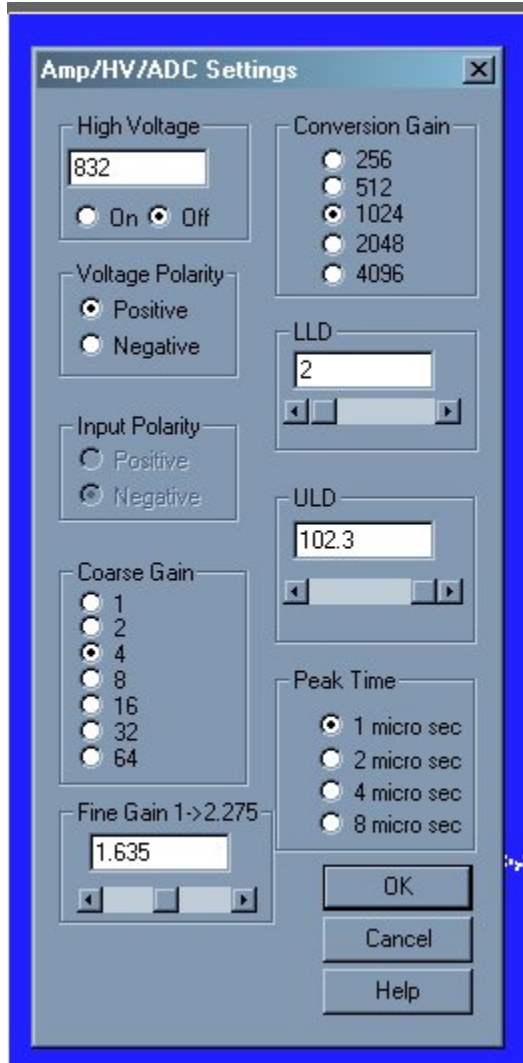 Amp/HV/ADC Settings
High Voltage
832
On Off
Voltage Polarity
Positive
Negative
Input Polarity
Positive
Negative
Coarse Gain
1
2
4
8
16
32
64
Fine Gain 1->2.275
1.635
Conversion Gain
256
512
1024
2048
4096
LLD
2
ULD
102.3
Peak Time
1 micro sec
2 micro sec
4 micro sec
8 micro sec
OK
Cancel
Help